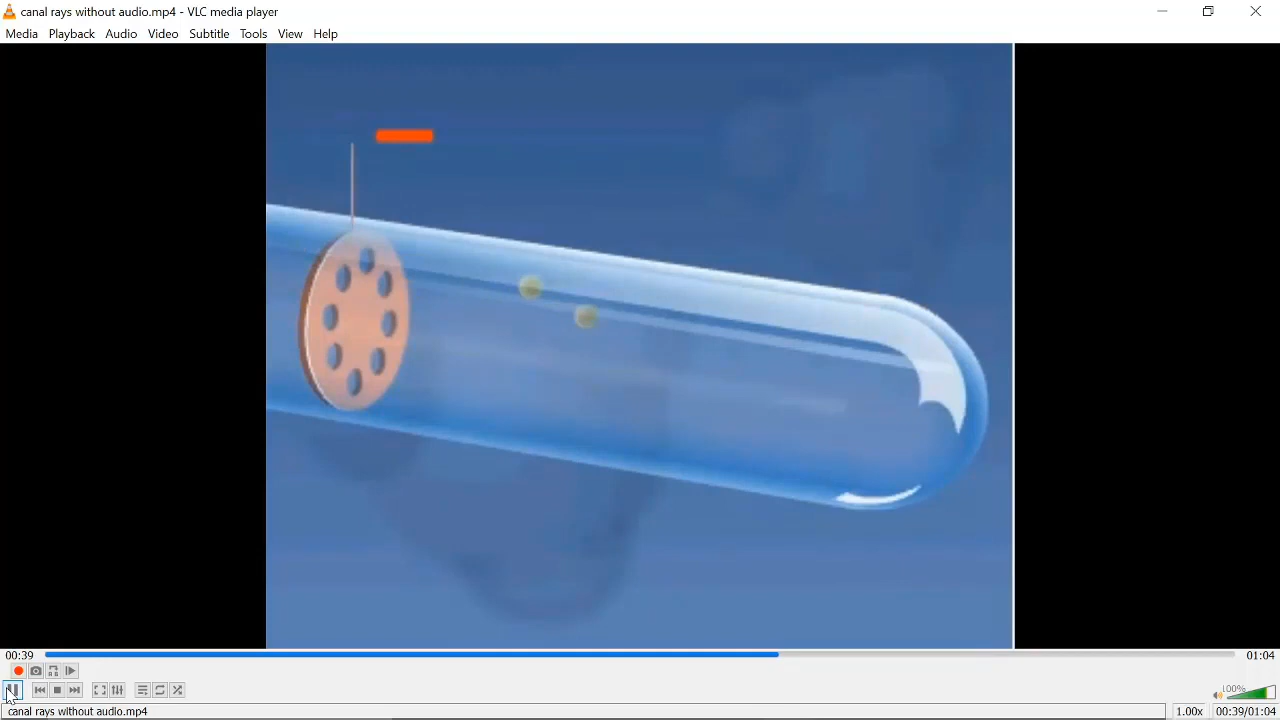 canal rays without audio.mp4 - VLC media player
Media Playback Audio Video Subtitle Tools View Help
00:39 01:04
100%
canal rays without audio.mp4 1.00x 00:39/01:04